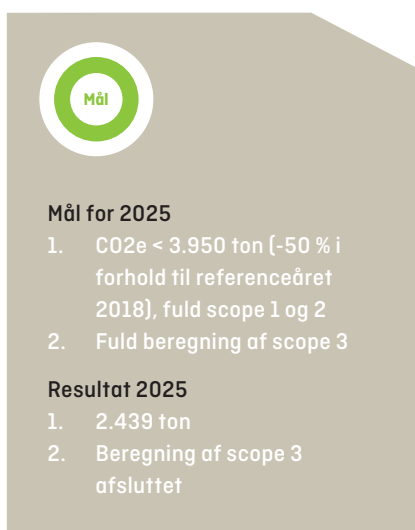 Mål
Mål for 2025
1. CO2e < 3.950 ton (-50 % i
forhold til referenceåret
2018), fuld scope 1 og 2
2. Fuld beregning af scope 3
Resultat 2025
1. 2.439 ton
2. Beregning af scope 3
afsluttet